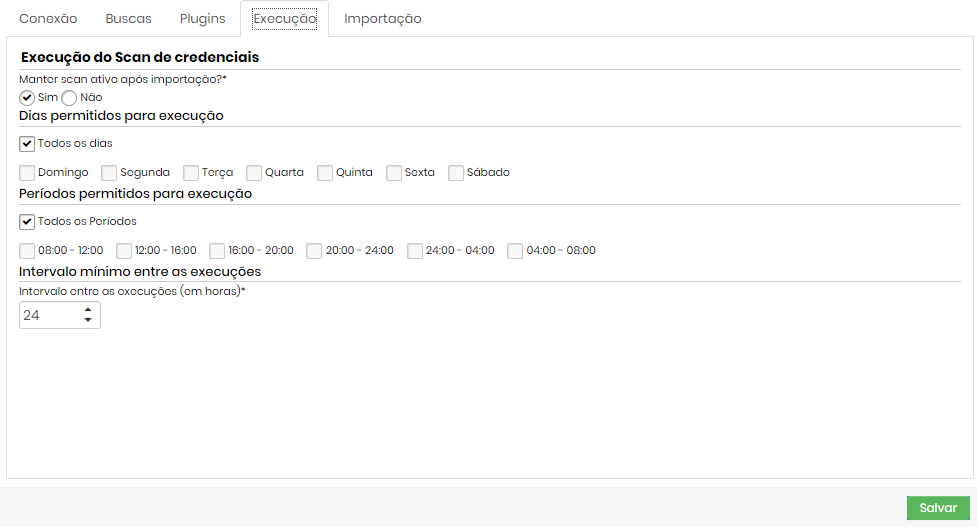 Conexão Buscas Plugins Execução Importação
Execução do Scan de credenciais
Manter scan ativo após importação?*
Sim Não
Dias permitidos para execução
Todos os dias
Domingo Segunda Terça Quarta Quinta Sexta Sábado
Períodos permitidos para execução
Todos os Períodos
08:00 - 12:00 12:00 - 16:00 16:00 - 20:00 20:00 - 24:00 24:00 - 04:00 04:00 - 08:00
Intervalo mínimo entre as execuções
Intervalo entre as execuções (em horas)*
24
Salvar